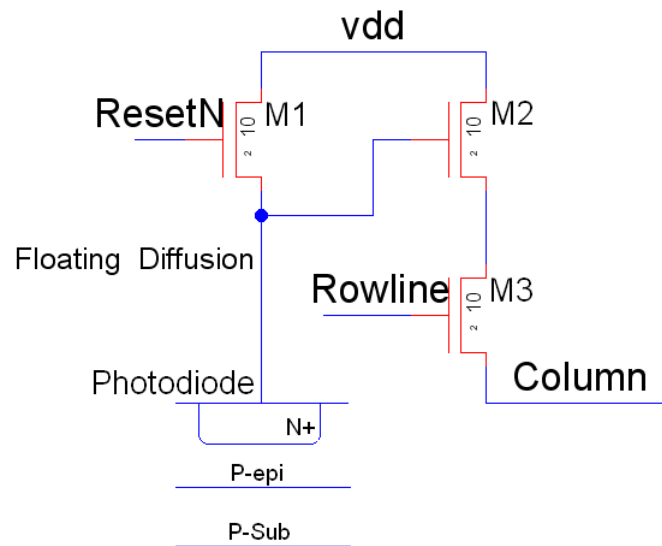 vdd
ResetN
M1
10
2
M2
10
2
Floating Diffusion
Rowline
M3
10
2
Photodiode
Column
N+
P-epi
P-Sub